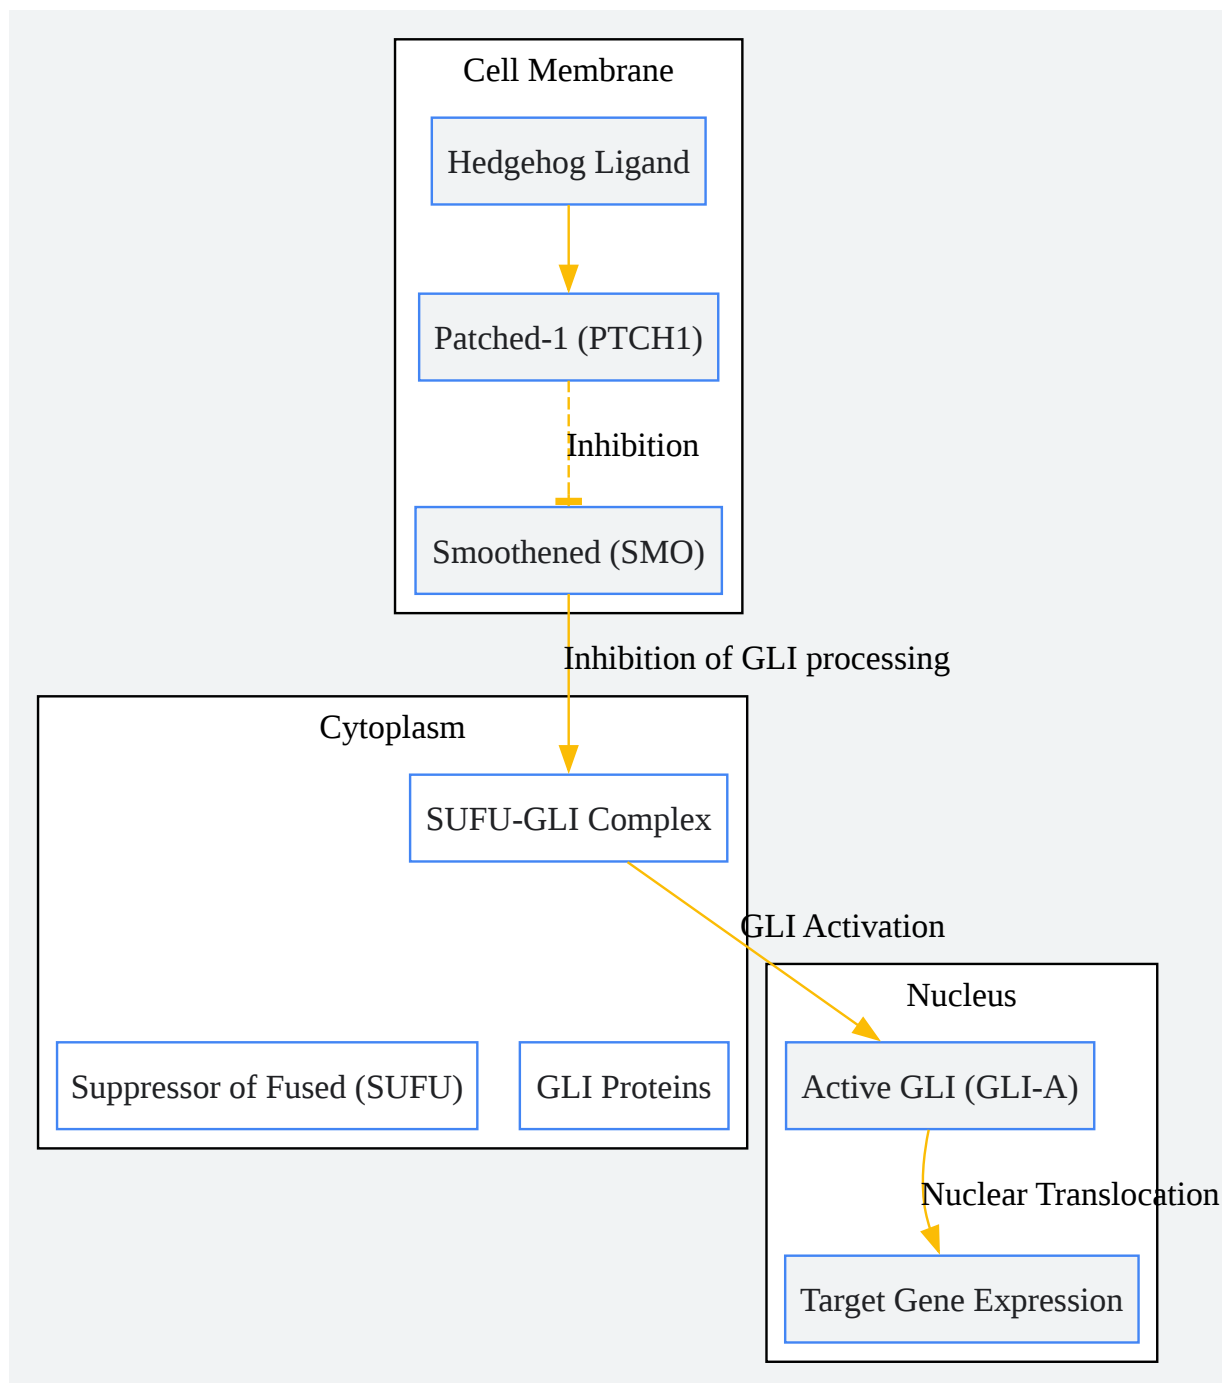 Cell Membrane
Hedgehog Ligand
Patched-1 (PTCH1)
Inhibition
Smoothened (SMO)
Inhibition of GLI processing
Cytoplasm
SUFU-GLI Complex
GLI Activation
Nucleus
Suppressor of Fused (SUFU)
GLI Proteins
Active GLI (GLI-A)
Nuclear Translocation
Target Gene Expression